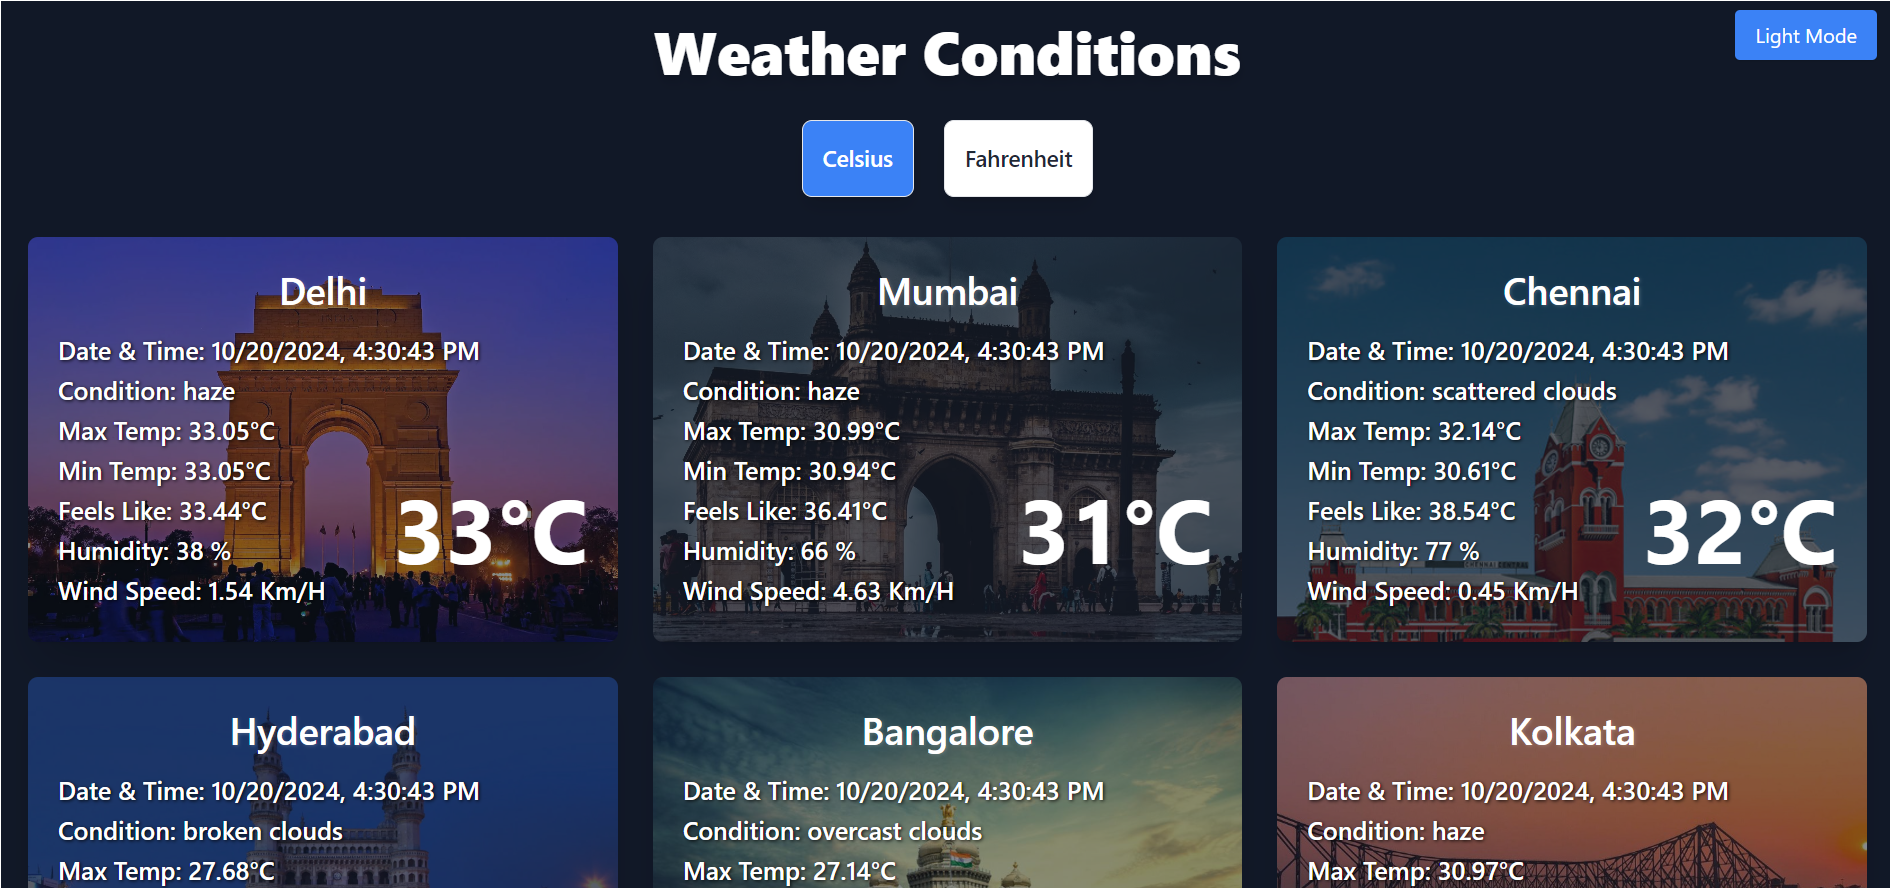 Weather Conditions
Light Mode
Celsius
Fahrenheit
Delhi
Date & Time: 10/20/2024, 4:30:43 PM
Condition: haze
Max Temp: 33.05°C
Min Temp: 33.05°C
Feels Like: 33.44°C
Humidity: 38 %
Wind Speed: 1.54 Km/H
33°C
Mumbai
Date & Time: 10/20/2024, 4:30:43 PM
Condition: haze
Max Temp: 30.99°C
Min Temp: 30.94°C
Feels Like: 36.41°C
Humidity: 66 %
Wind Speed: 4.63 Km/H
31°C
Chennai
Date & Time: 10/20/2024, 4:30:43 PM
Condition: scattered clouds
Max Temp: 32.14°C
Min Temp: 30.61°C
Feels Like: 38.54°C
Humidity: 77 %
Wind Speed: 0.45 Km/H
32°C
CHENNAI CENTRAL
Hyderabad
Date & Time: 10/20/2024, 4:30:43 PM
Condition: broken clouds
Max Temp: 27.68°C
Bangalore
Date & Time: 10/20/2024, 4:30:43 PM
Condition: overcast clouds
Max Temp: 27.14°C
Kolkata
Date & Time: 10/20/2024, 4:30:43 PM
Condition: haze
Max Temp: 30.97°C